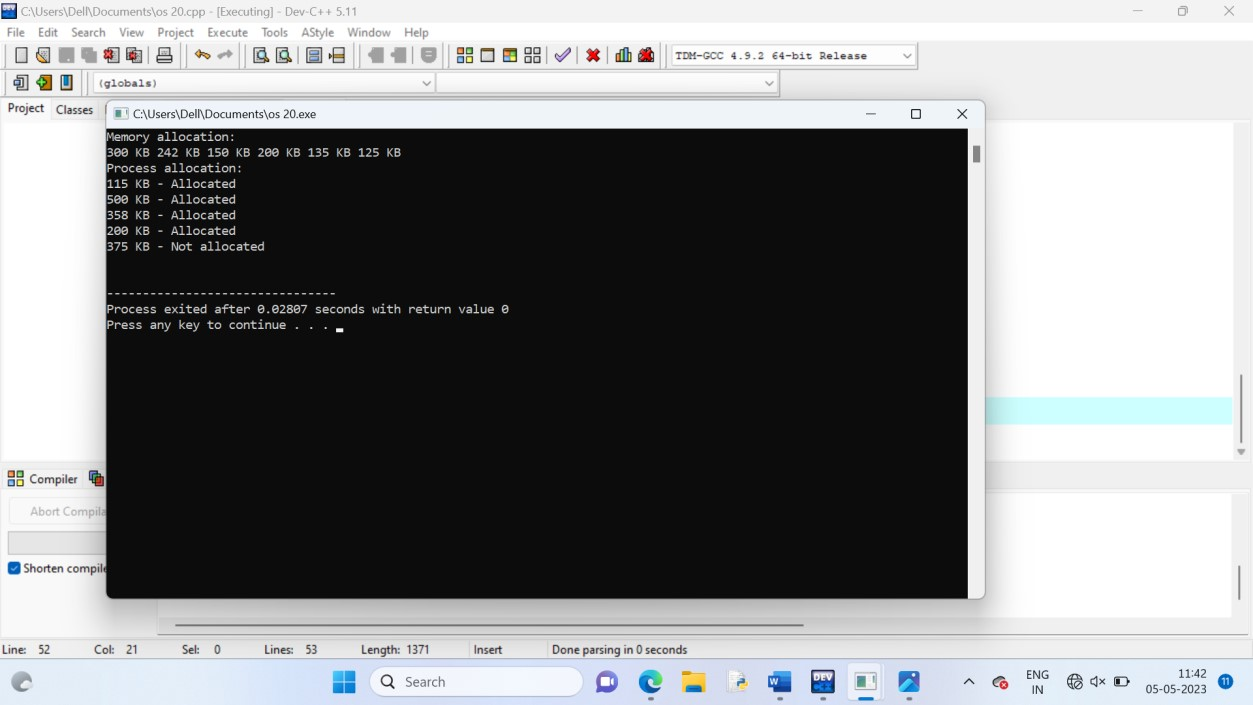 C:\Users\Dell\Documents\os 20.cpp - [Executing] - Dev-C++ 5.11
File Edit Search View Project Execute Tools AStyle Window Help
TDM-GCC 4.9.2 64-bit Release
(globals)
Project Classes
C:\Users\Dell\Documents\os 20.exe
Memory allocation:
300 KB 242 KB 150 KB 200 KB 135 KB 125 KB
Process allocation:
115 KB - Allocated
500 KB - Allocated
358 KB - Allocated
200 KB - Allocated
375 KB - Not allocated
--------------------------------
Process exited after 0.02807 seconds with return value 0
Press any key to continue . . .
Compiler
Abort Compila
Shorten compile
Line: 52 Col: 21 Sel: 0 Lines: 53 Length: 1371 Insert Done parsing in 0 seconds
Search
DEV
ENG
IN
11:42
05-05-2023
11